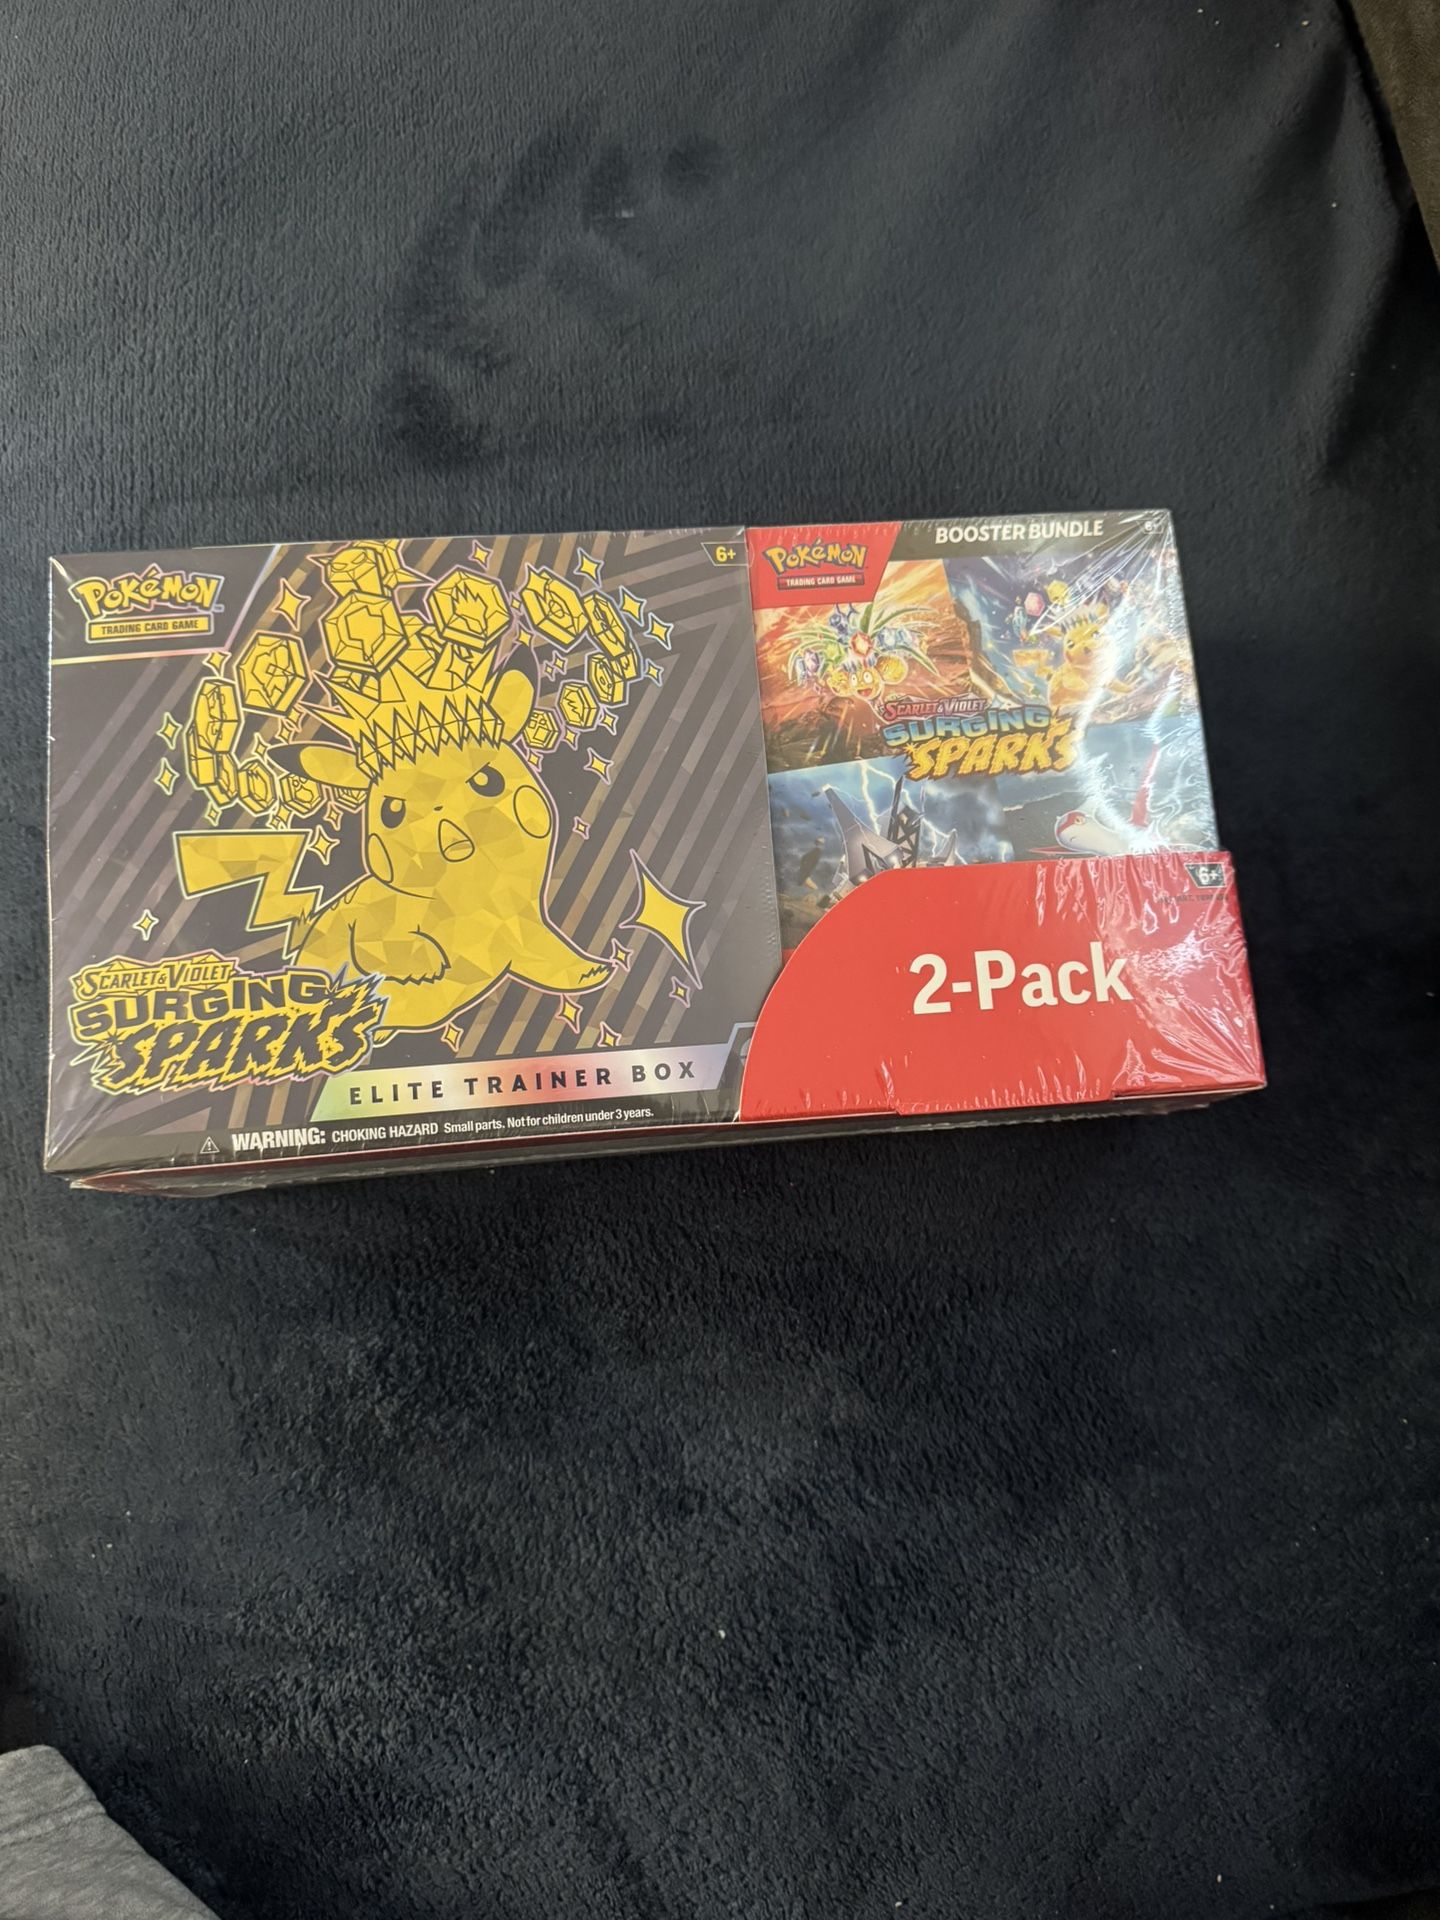 Pokémon
TRADING CARD GAME
6+
SCARLET & VIOLET
SURGING
SPARKS
ELITE TRAINER BOX
WARNING: CHOKING HAZARD Small parts. Not for children under 3 years.
BOOSTER BUNDLE
6+
Pokémon
TRADING CARD GAME
SCARLET & VIOLET
SURGING
SPARKS
6+
2-Pack